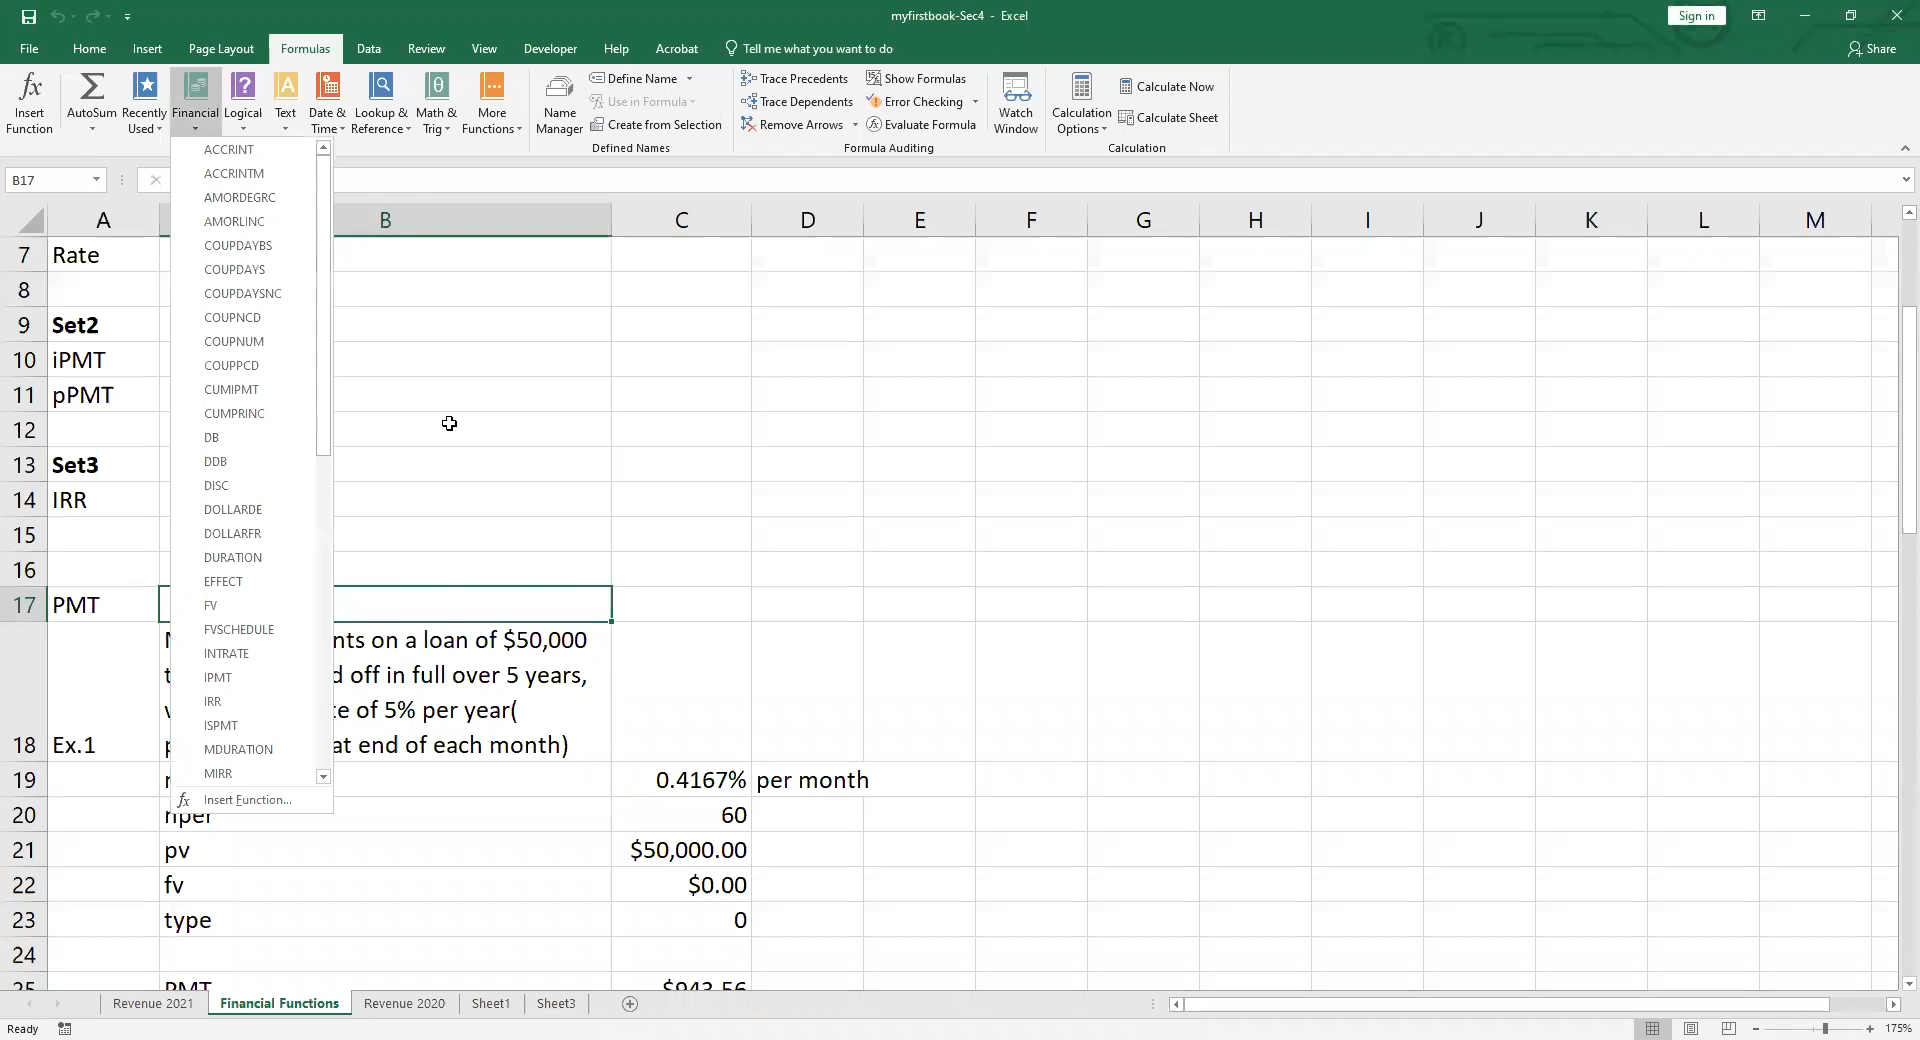 myfirstbook-Sec4 - Excel
Sign in
File Home Insert Page Layout Formulas Data Review View Developer Help Acrobat Tell me what you want to do
Share
fx Insert Function
AutoSum
Recently Used
Financial
Logical
Text
Date & Time
Lookup & Reference
Math & Trig
More Functions
Name Manager
Define Name
Use in Formula
Create from Selection
Defined Names
Trace Precedents
Trace Dependents
Remove Arrows
Show Formulas
Error Checking
Evaluate Formula
Formula Auditing
Watch Window
Calculation Options
Calculate Now
Calculate Sheet
Calculation
B17
ACCRINT
ACCRINTM
AMORDEGRC
AMORLINC
COUPDAYBS
COUPDAYS
COUPDAYSNC
COUPNCD
COUPNUM
COUPPCD
CUMIPMT
CUMPRINC
DB
DDB
DISC
DOLLARDE
DOLLARFR
DURATION
EFFECT
FV
FVSCHEDULE
INTRATE
IPMT
IRR
ISPMT
MDURATION
MIRR
fx Insert Function...
A B C D E F G H I J K L M
7 Rate
8
9 Set2
10 iPMT
11 pPMT
12
13 Set3
14 IRR
15
16
17 PMT
nts on a loan of $50,000
d off in full over 5 years,
te of 5% per year(
18 Ex.1 at end of each month)
19 0.4167% per month
20 nper 60
21 pv $50,000.00
22 fv $0.00
23 type 0
24
25 PMT $943.56
Revenue 2021 Financial Functions Revenue 2020 Sheet1 Sheet3
Ready
175%